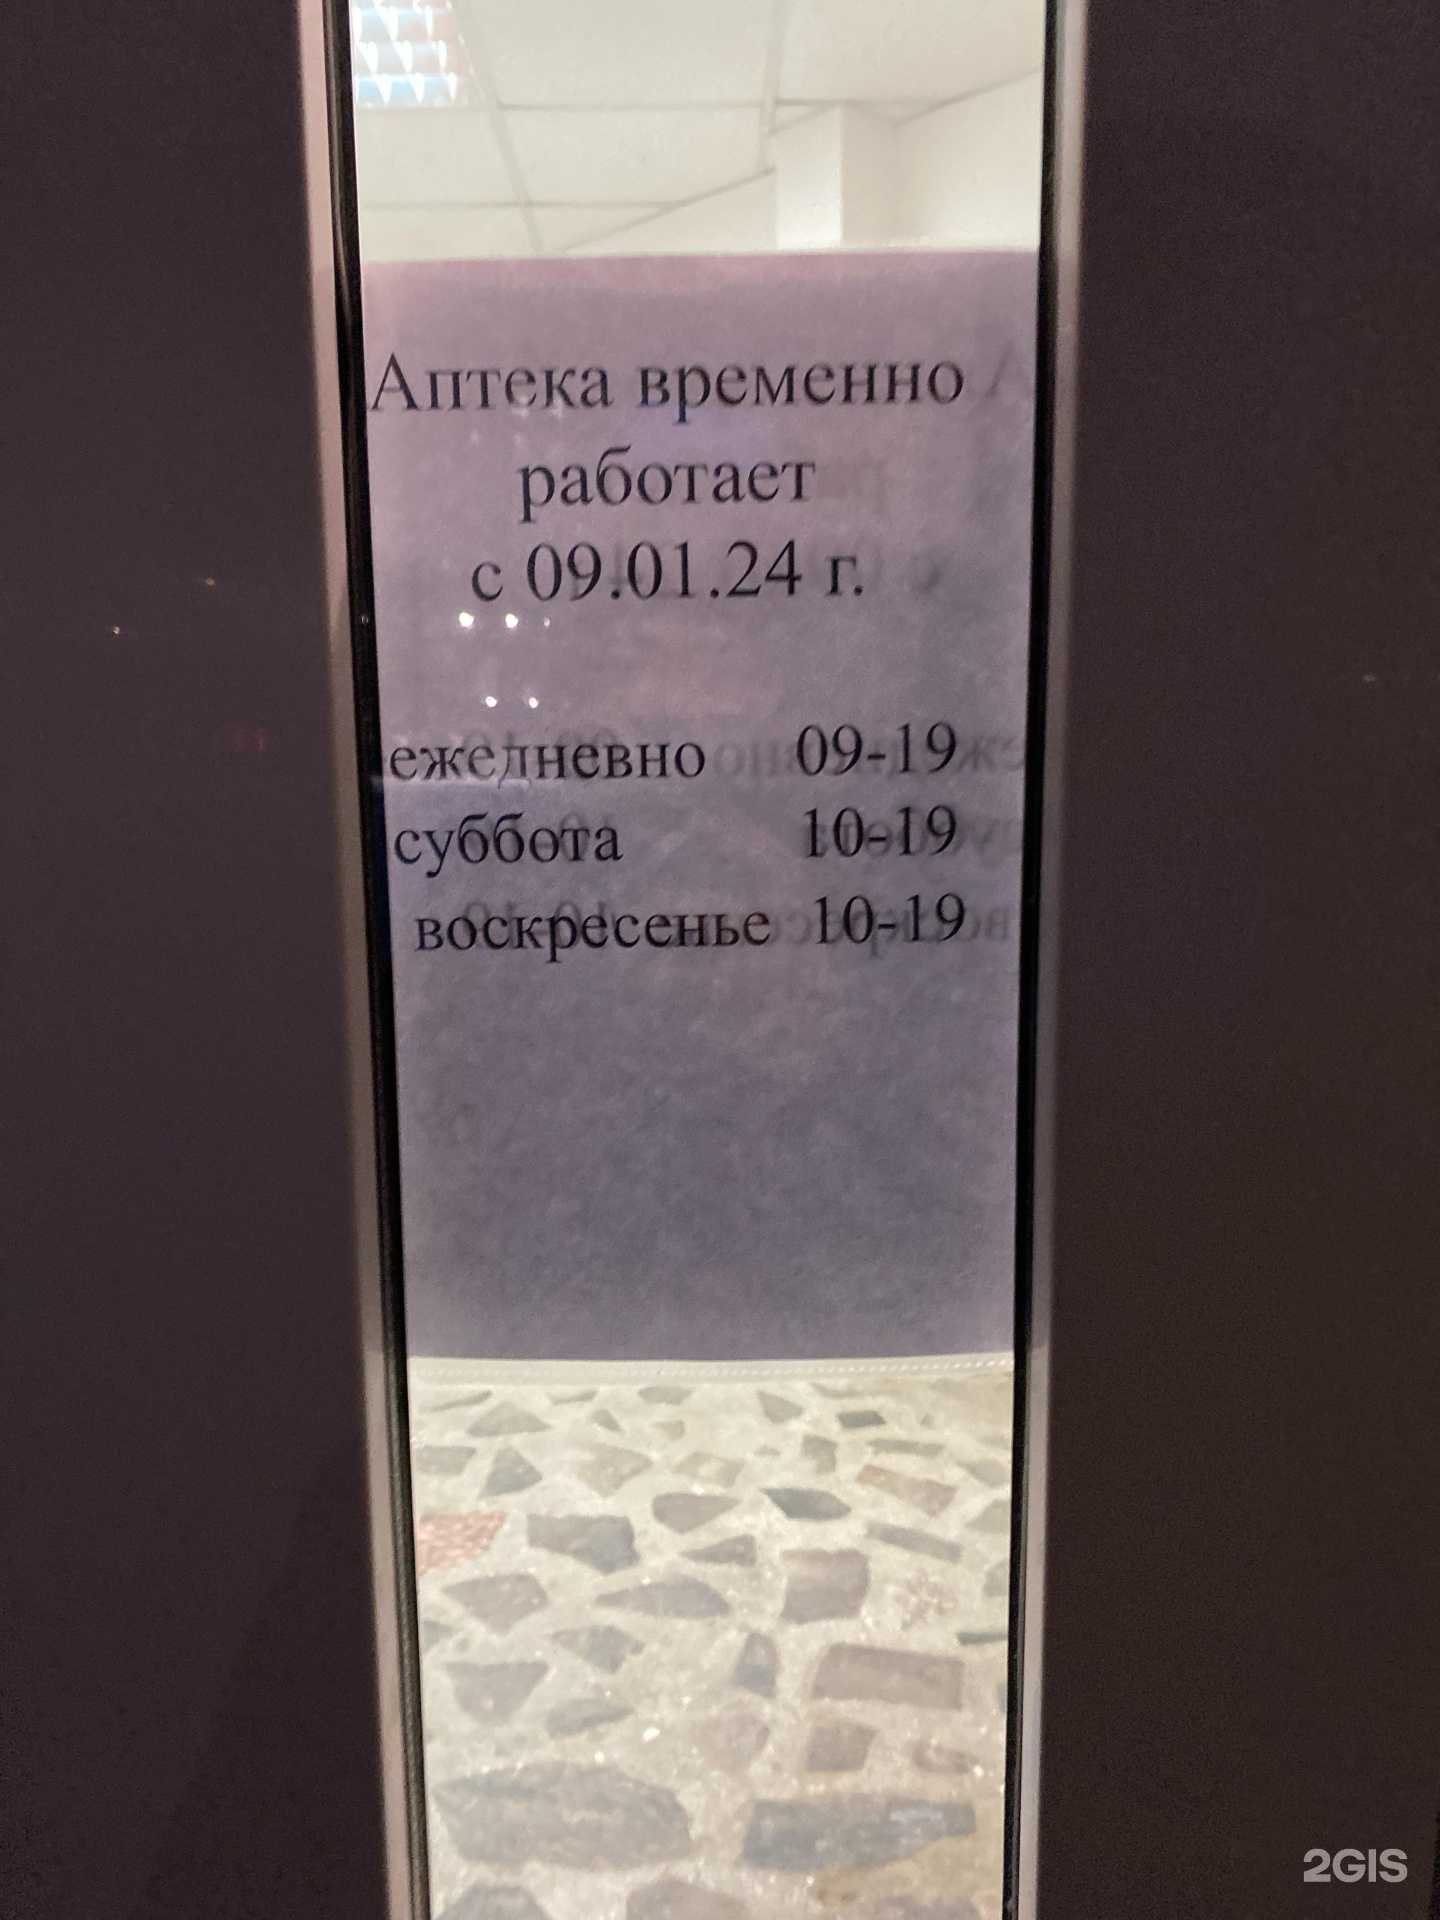 Аптека временно
работает
с 09.01.24 г.
ежедневно 09-19
суббота 10-19
воскресенье 10-19
2GIS